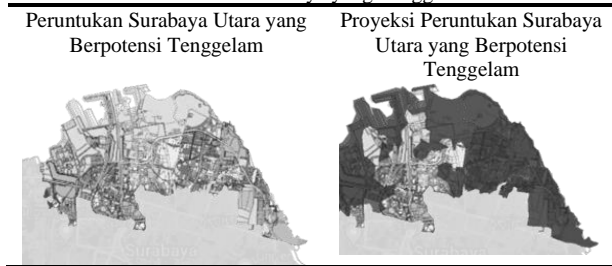 Peruntukan Surabaya Utara yang
Berpotensi Tenggelam
Proyeksi Peruntukan Surabaya
Utara yang Berpotensi
Tenggelam
Surabaya
Surabaya